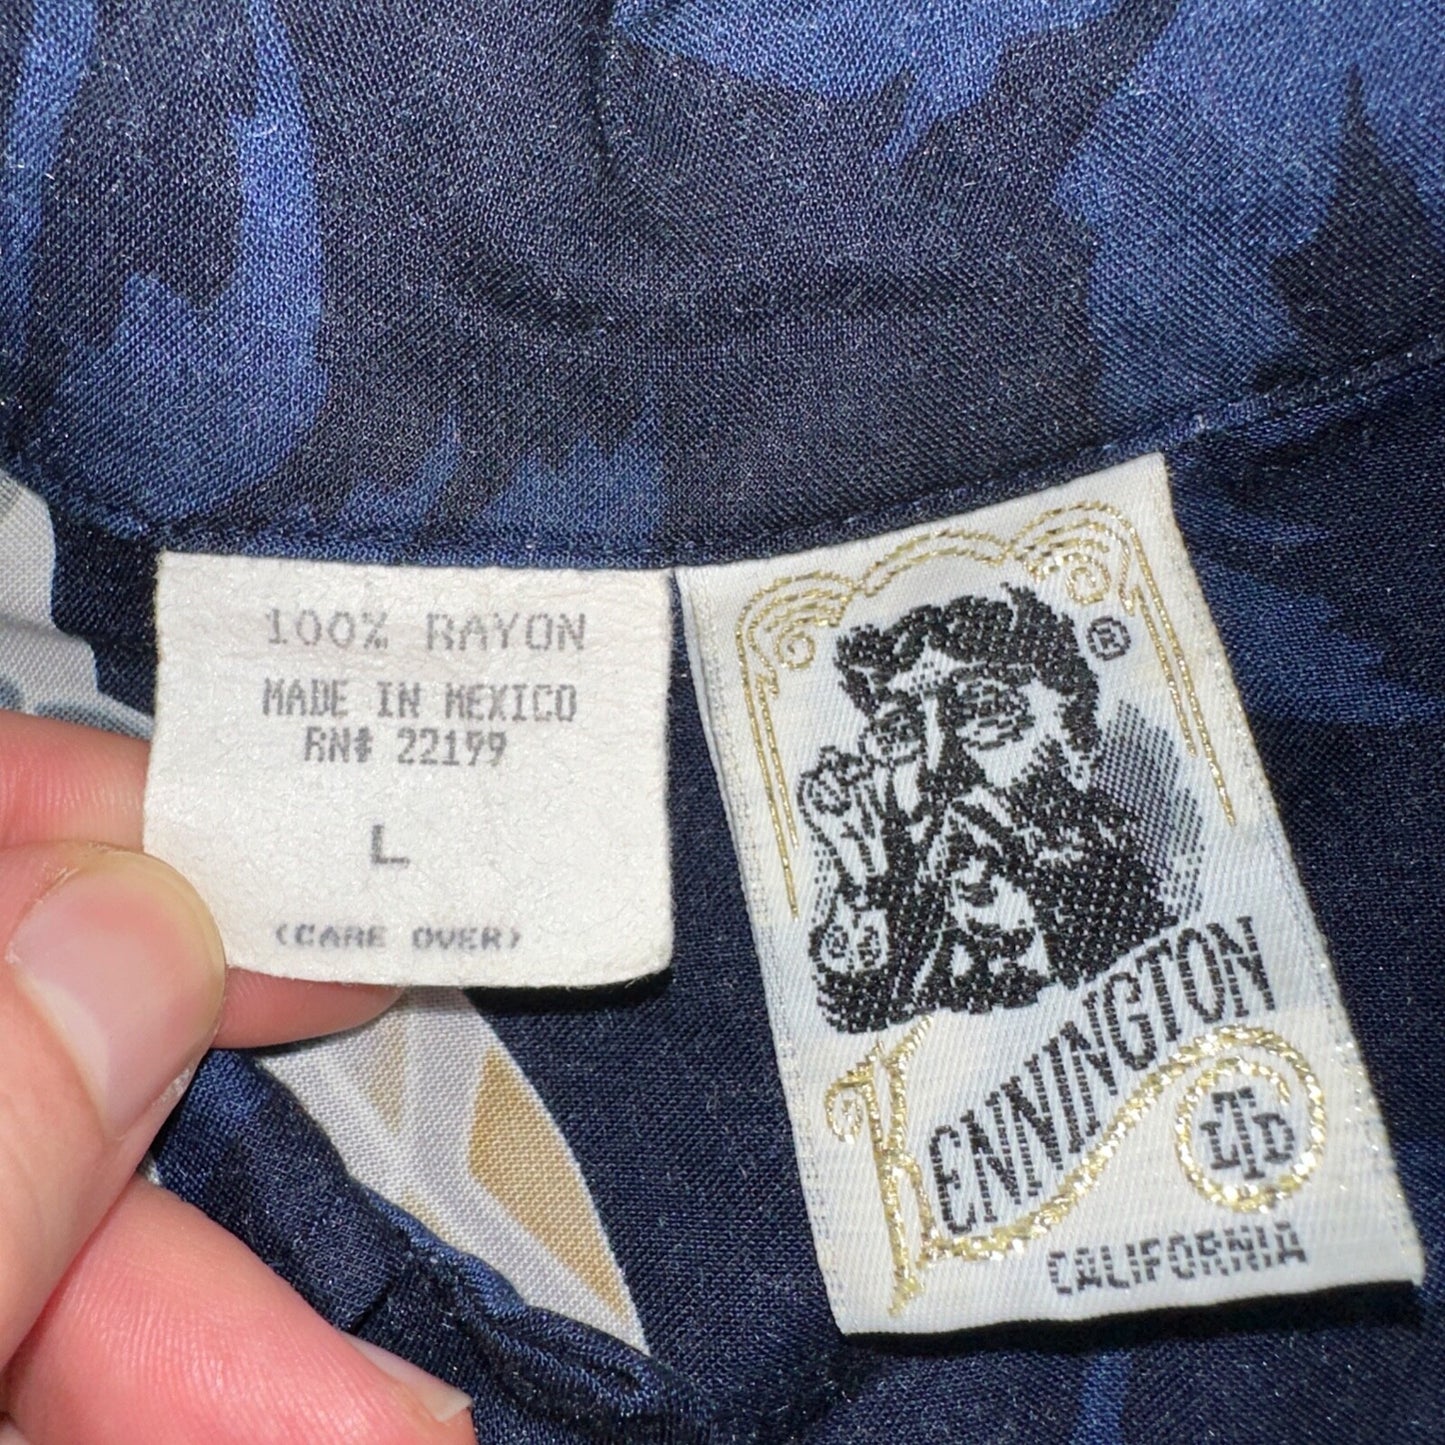 100% RAYON
MADE IN MEXICO
RN# 22199
L
(CARE OVER)
®
KENNINGTON
LTD
CALIFORNIA